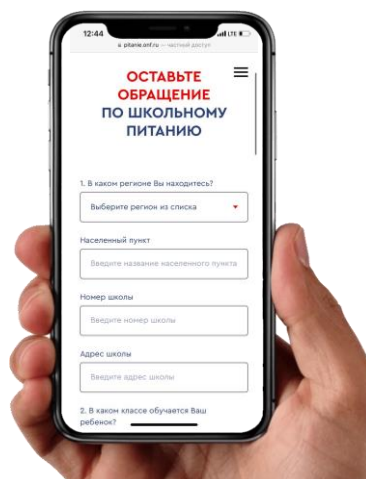 12:44
LTE
pitanie.onf.ru — частный доступ
ОСТАВЬТЕ
ОБРАЩЕНИЕ
ПО ШКОЛЬНОМУ
ПИТАНИЮ
1. В каком регионе Вы находитесь?
Выберите регион из списка
Населенный пункт
Введите название населенного пункта
Номер школы
Введите номер школы
Адрес школы
Введите адрес школы
2. В каком классе обучается Ваш
ребенок?